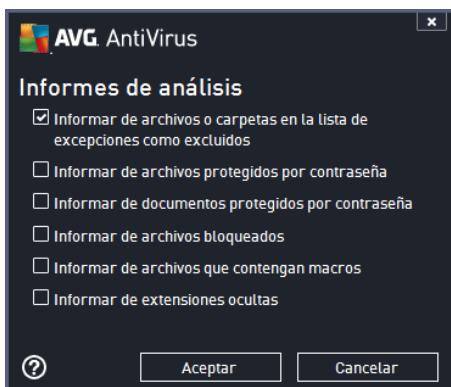 x
AVG. AntiVirus
Informes de análisis
Informar de archivos o carpetas en la lista de
excepciones como excluidos
Informar de archivos protegidos por contraseña
Informar de documentos protegidos por contraseña
Informar de archivos bloqueados
Informar de archivos que contengan macros
Informar de extensiones ocultas
?
Aceptar
Cancelar